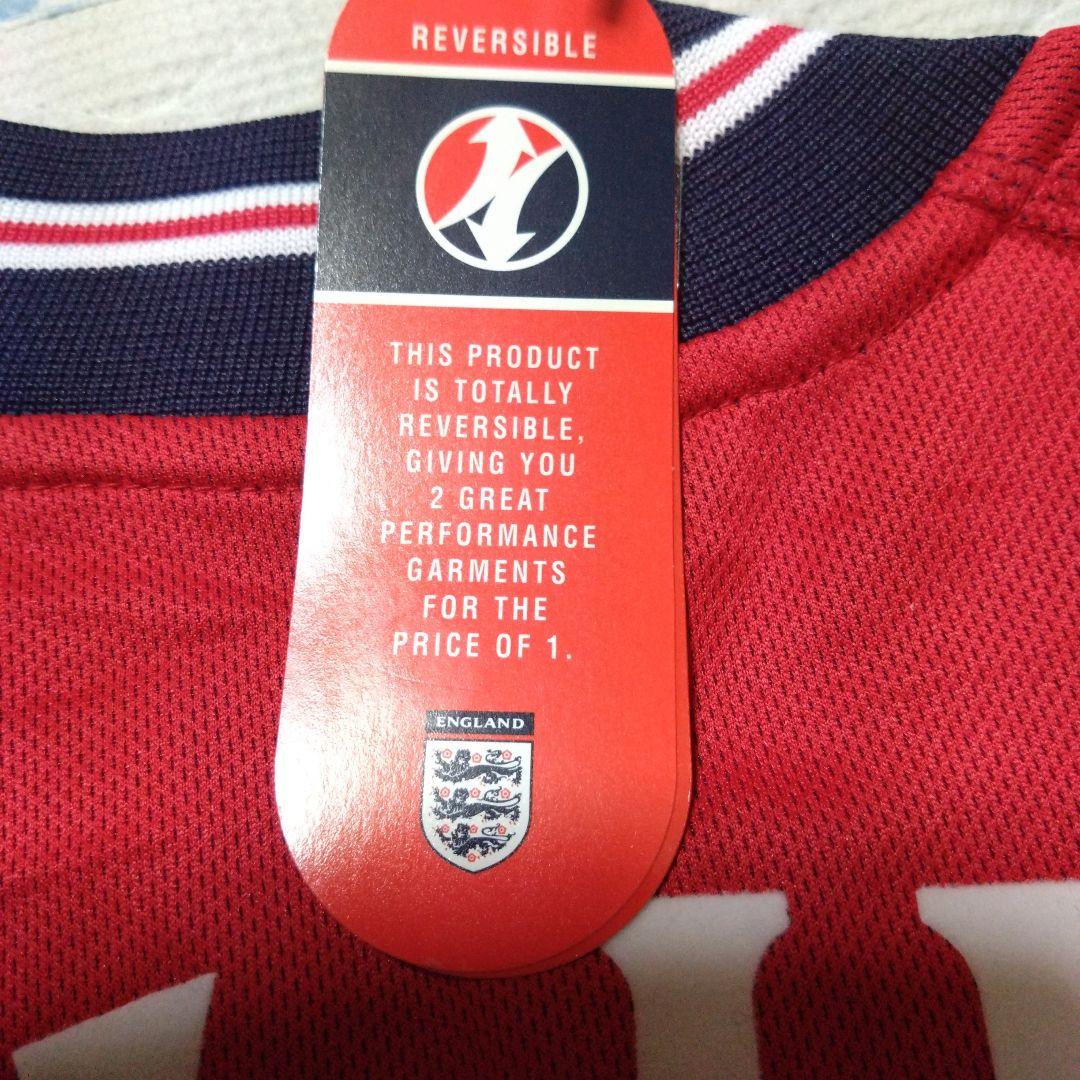 REVERSIBLE
THIS PRODUCT
IS TOTALLY
REVERSIBLE,
GIVING YOU
2 GREAT
PERFORMANCE
GARMENTS
FOR THE
PRICE OF 1.
ENGLAND